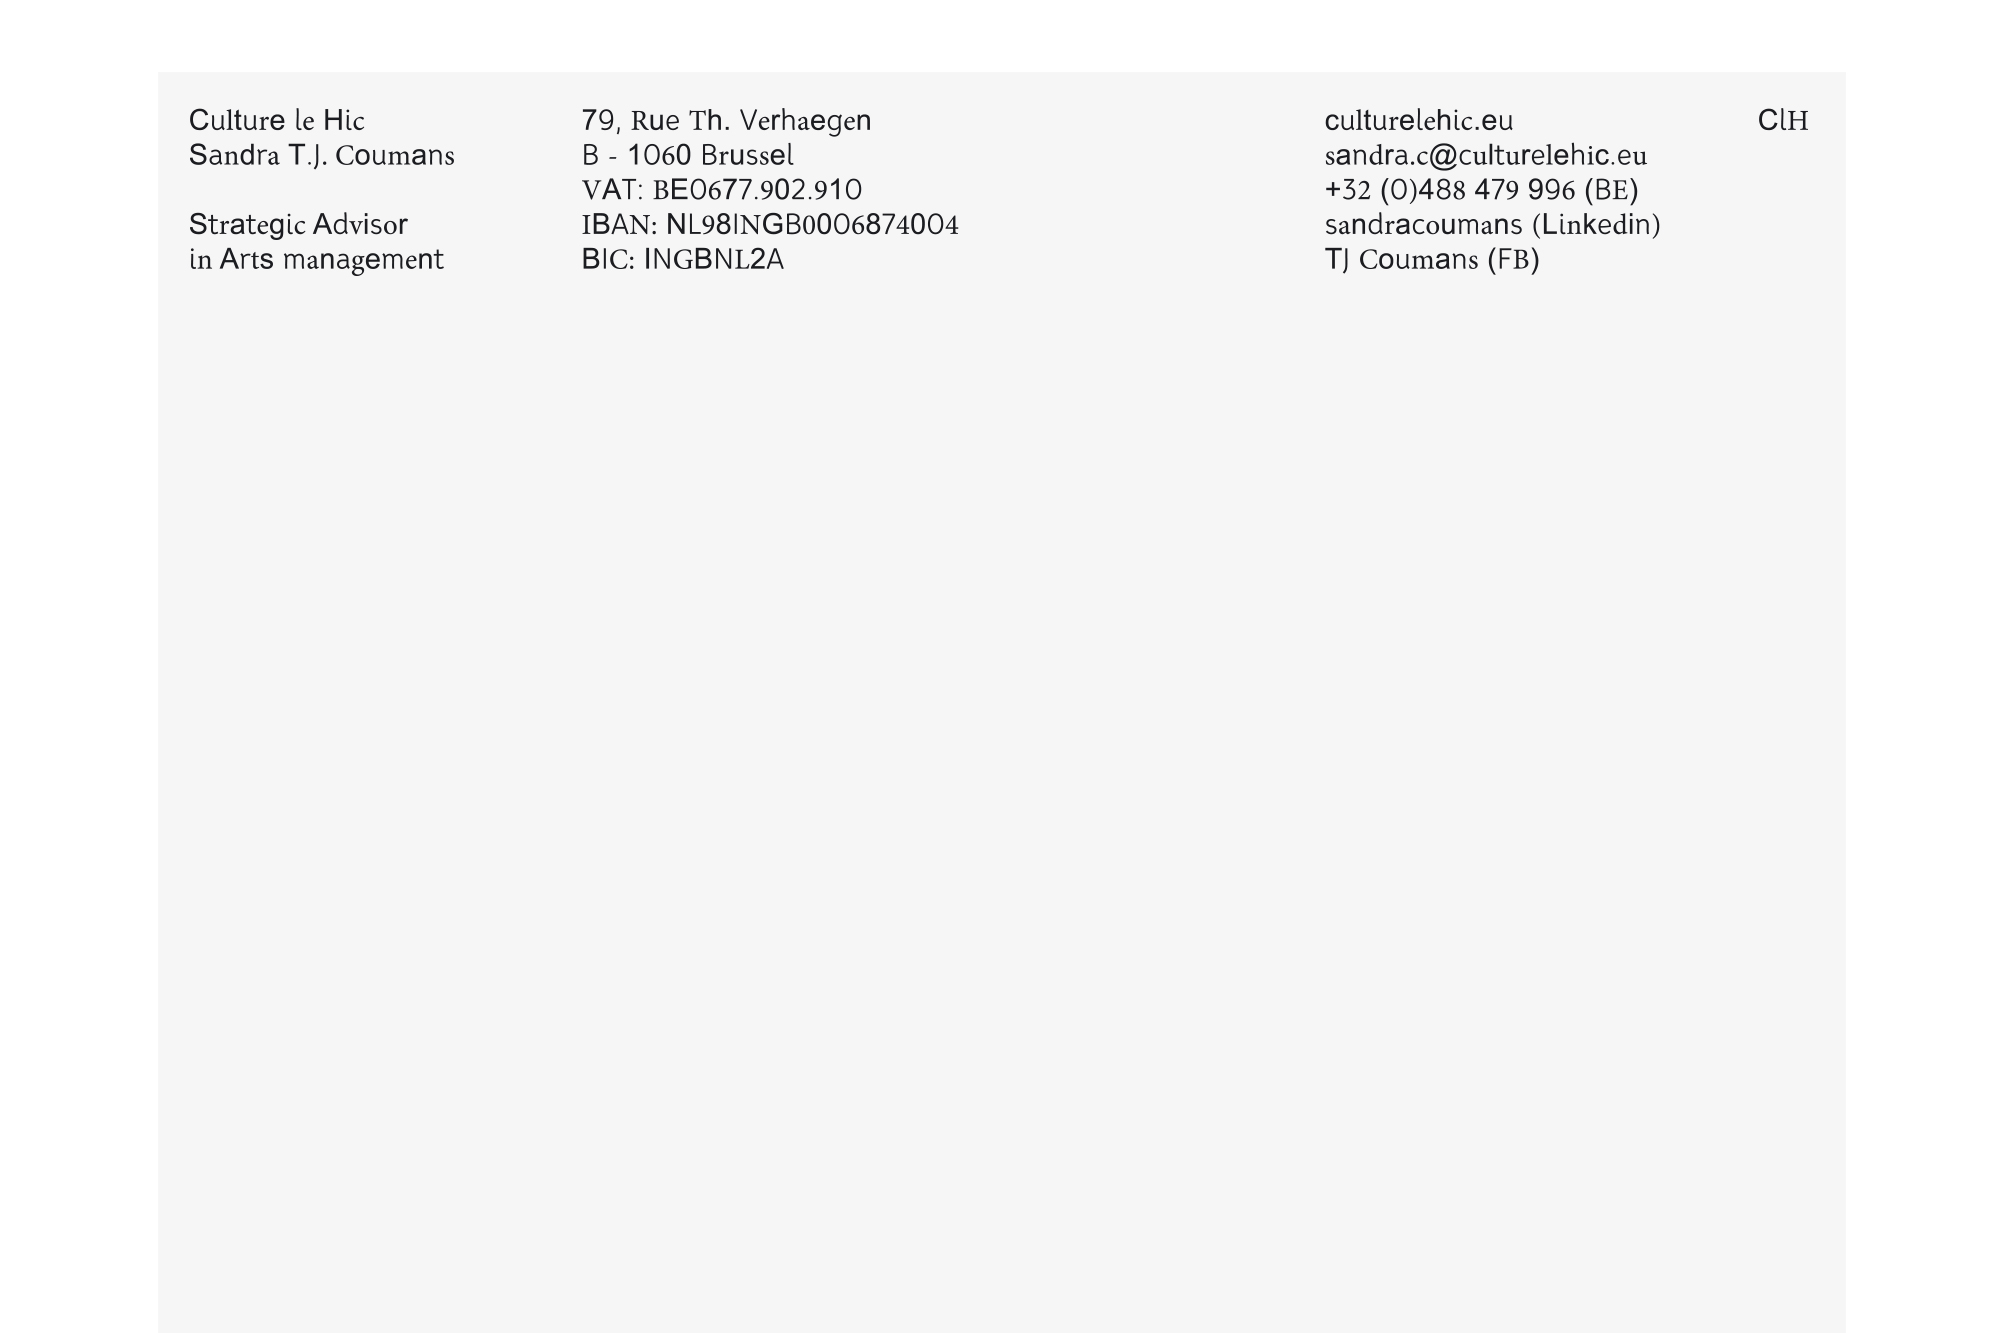 Culture le Hic
Sandra T.J. Coumans
Strategic Advisor
in Arts management
79, Rue Th. Verhaegen
B - 1060 Brussel
VAT: BE0677.902.910
IBAN: NL98INGB0006874004
BIC: INGBNL2A
culturelehic.eu
sandra.c@culturelehic.eu
+32 (0)488 479 996 (BE)
sandracoumans (Linkedin)
TJ Coumans (FB)
ClH